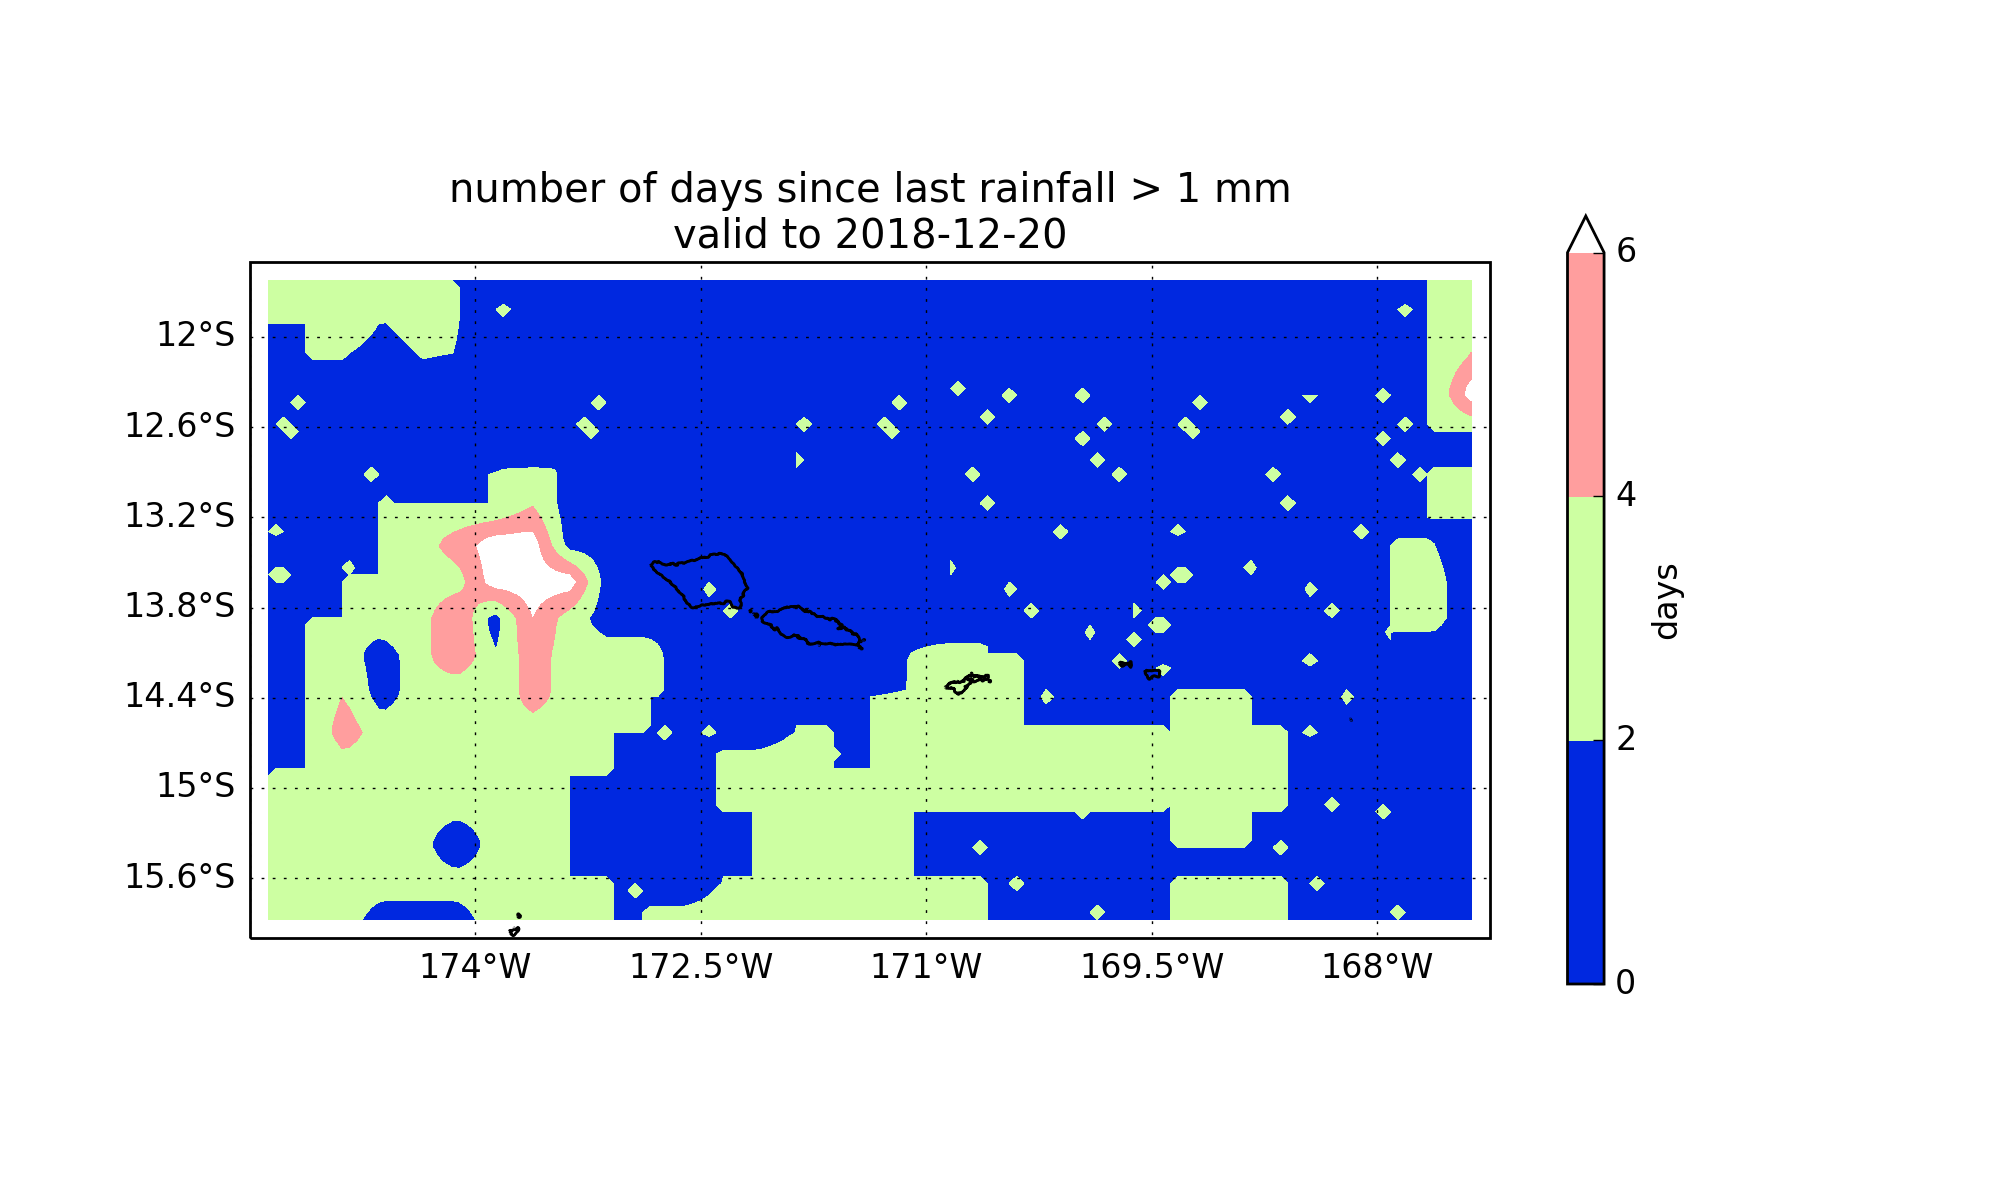 number of days since last rainfall > 1 mm
valid to 2018-12-20
12°S
12.6°S
13.2°S
13.8°S
14.4°S
15°S
15.6°S
174°W
172.5°W
171°W
169.5°W
168°W
6
4
2
0
days